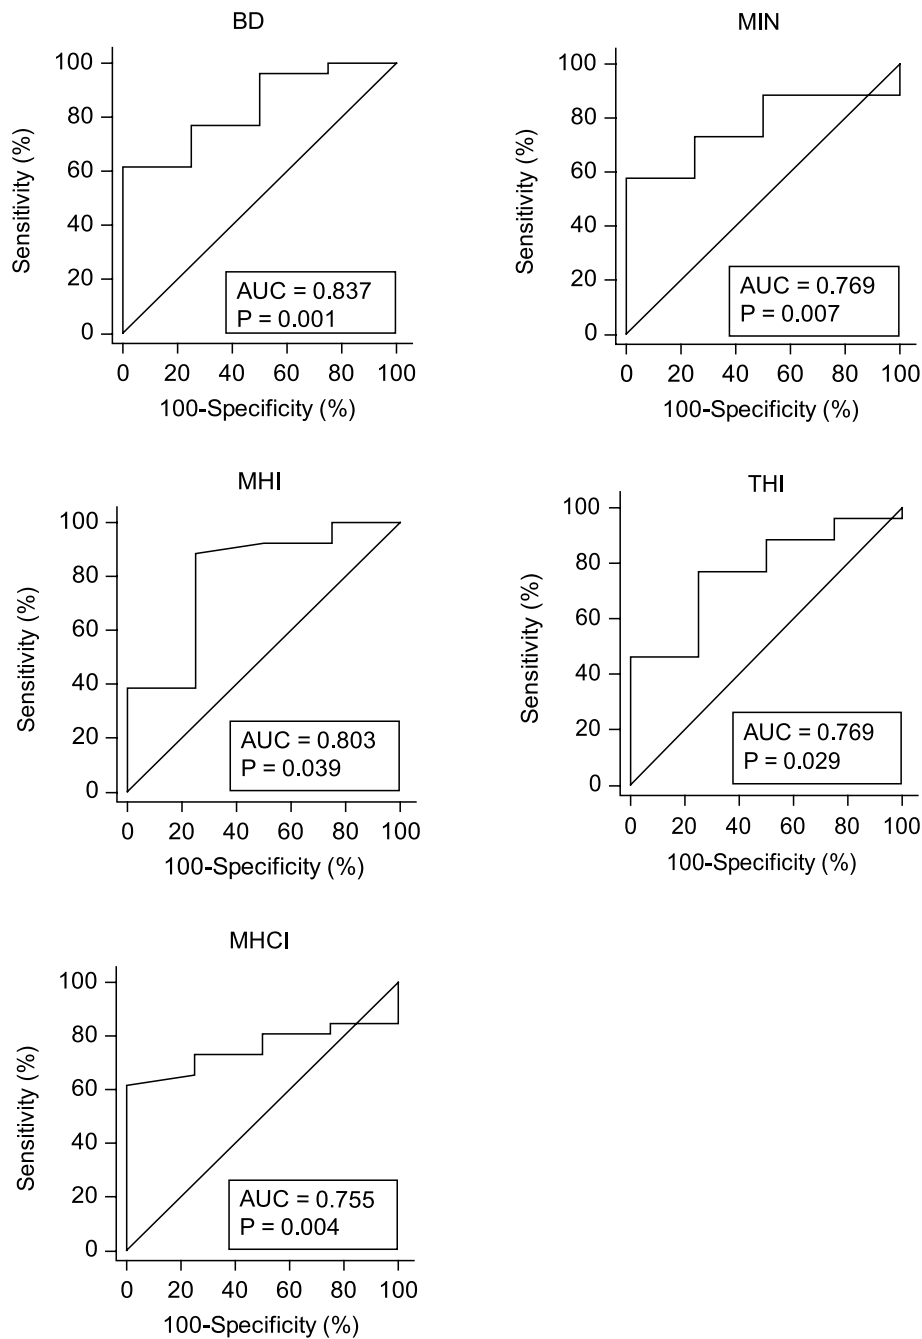 BD
Sensitivity (%)
100
80
60
40
20
0
AUC = 0.837
P = 0.001
0 20 40 60 80 100
100-Specificity (%)
MIN
Sensitivity (%)
100
80
60
40
20
0
AUC = 0.769
P = 0.007
0 20 40 60 80 100
100-Specificity (%)
MHI
Sensitivity (%)
100
80
60
40
20
0
AUC = 0.803
P = 0.039
0 20 40 60 80 100
100-Specificity (%)
THI
Sensitivity (%)
100
80
60
40
20
0
AUC = 0.769
P = 0.029
0 20 40 60 80 100
100-Specificity (%)
MHCI
Sensitivity (%)
100
80
60
40
20
0
AUC = 0.755
P = 0.004
0 20 40 60 80 100
100-Specificity (%)